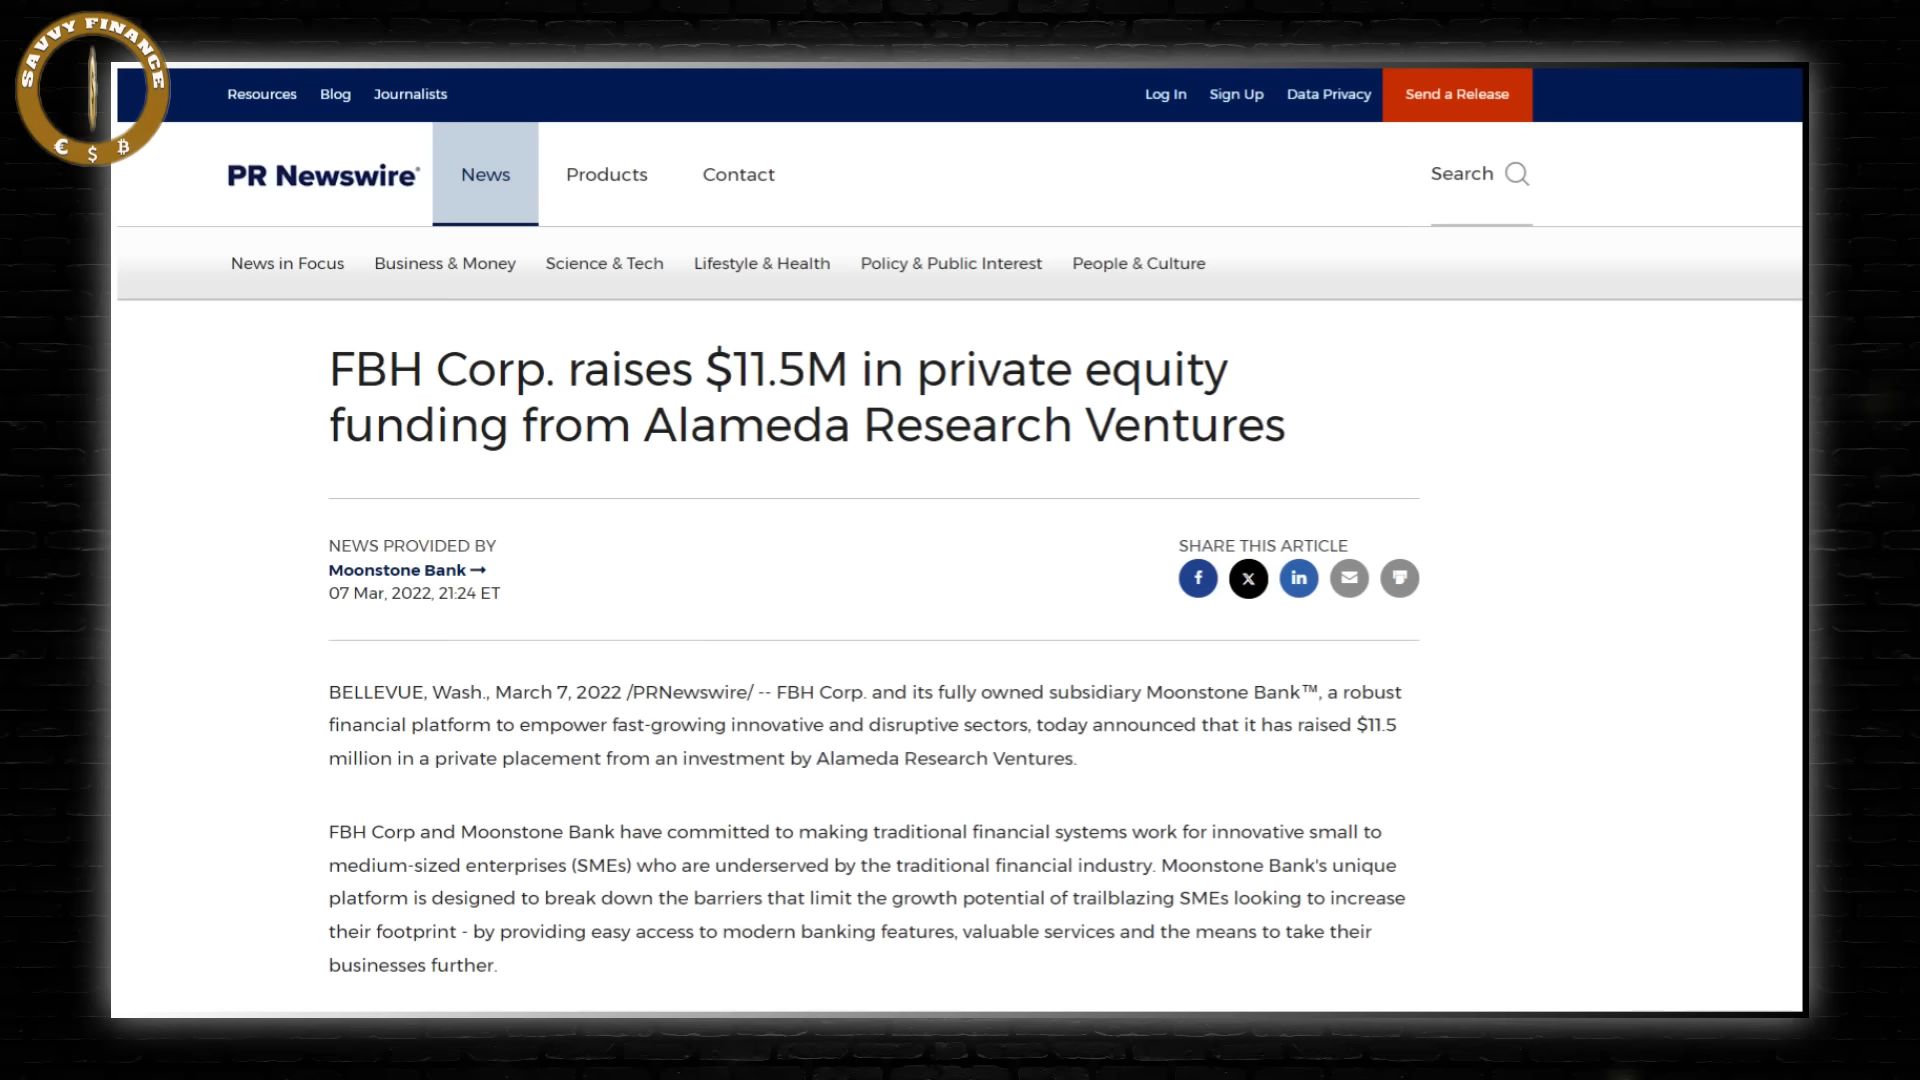 SAVVY FINANCE
€ $ ₿
Resources Blog Journalists Log In Sign Up Data Privacy Send a Release
PR Newswire® News Products Contact Search
News in Focus Business & Money Science & Tech Lifestyle & Health Policy & Public Interest People & Culture
FBH Corp. raises $11.5M in private equity
funding from Alameda Research Ventures
NEWS PROVIDED BY
Moonstone Bank →
07 Mar, 2022, 21:24 ET
SHARE THIS ARTICLE
BELLEVUE, Wash., March 7, 2022 /PRNewswire/ -- FBH Corp. and its fully owned subsidiary Moonstone Bank™, a robust
financial platform to empower fast-growing innovative and disruptive sectors, today announced that it has raised $11.5
million in a private placement from an investment by Alameda Research Ventures.
FBH Corp and Moonstone Bank have committed to making traditional financial systems work for innovative small to
medium-sized enterprises (SMEs) who are underserved by the traditional financial industry. Moonstone Bank's unique
platform is designed to break down the barriers that limit the growth potential of trailblazing SMEs looking to increase
their footprint - by providing easy access to modern banking features, valuable services and the means to take their
businesses further.